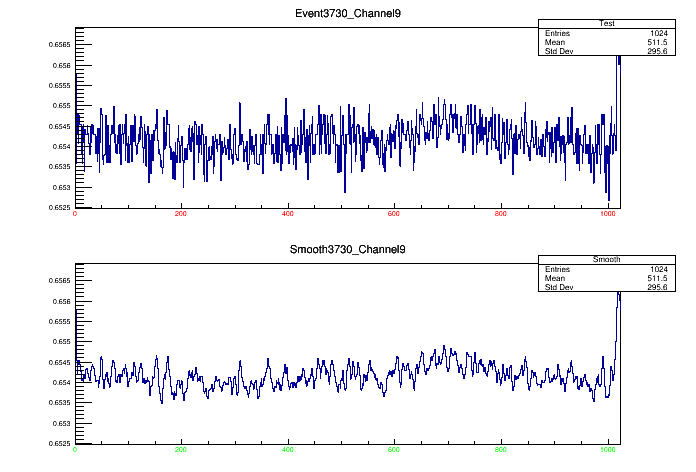 Event3730_Channel9
Test
Entries 1024
Mean 511.5
Std Dev 295.6
0.6565
0.656
0.6555
0.655
0.6545
0.654
0.6535
0.653
0.6525
0 200 400 600 800 1000
Smooth3730_Channel9
Smooth
Entries 1024
Mean 511.5
Std Dev 295.6
0.6565
0.656
0.6555
0.655
0.6545
0.654
0.6535
0.653
0.6525
0 200 400 600 800 1000